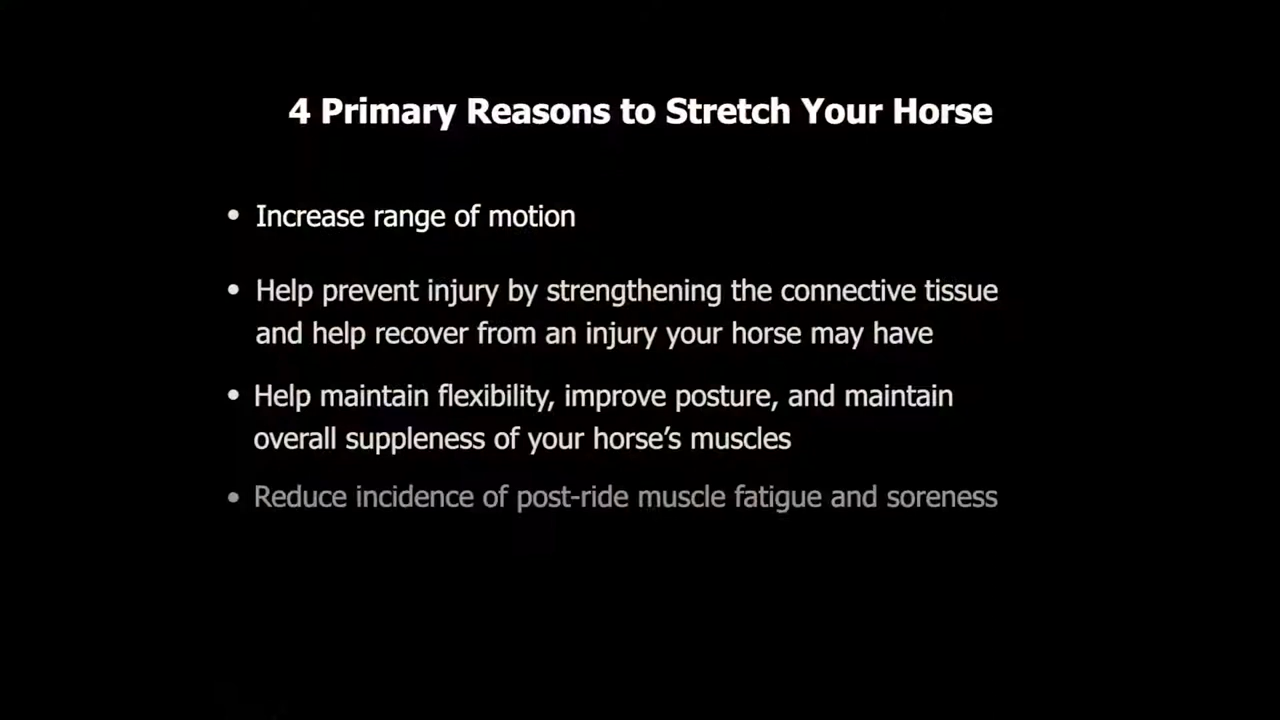 4 Primary Reasons to Stretch Your Horse
• Increase range of motion
• Help prevent injury by strengthening the connective tissue
and help recover from an injury your horse may have
• Help maintain flexibility, improve posture, and maintain
overall suppleness of your horse’s muscles
• Reduce incidence of post-ride muscle fatigue and soreness